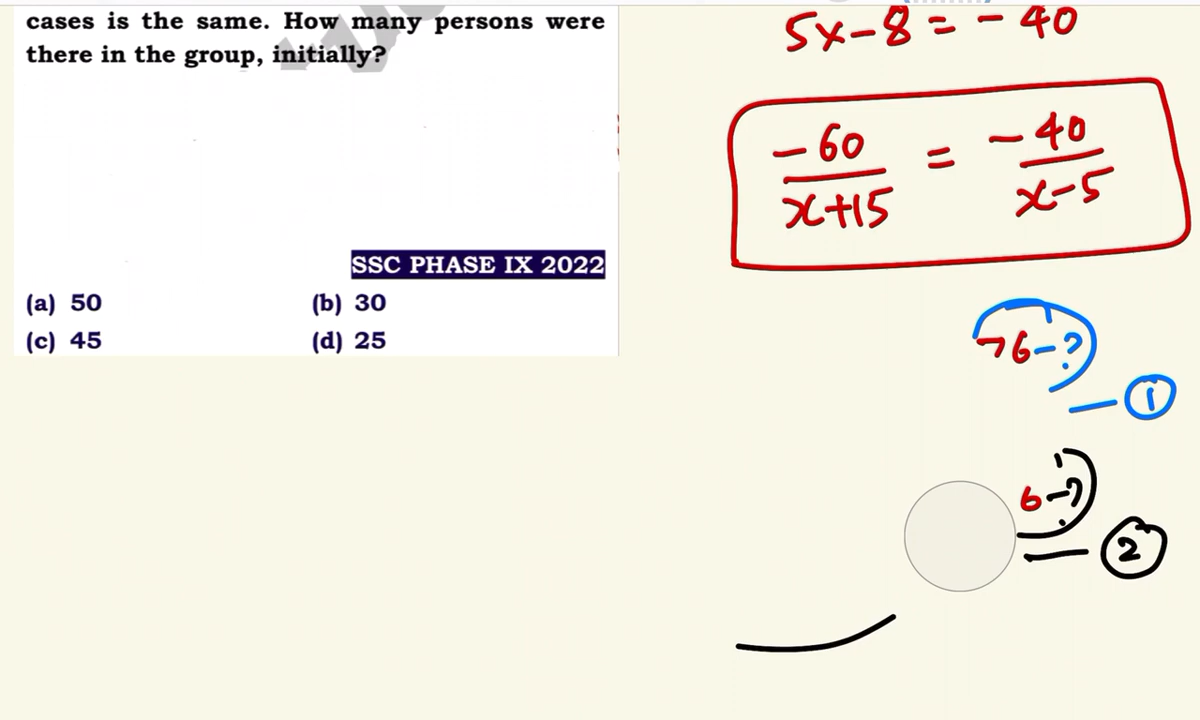 cases is the same. How many persons were
there in the group, initially?
SSC PHASE IX 2022
(a) 50 (b) 30
(c) 45 (d) 25
5x-8 = - 40
-60/x+15 = -40/x-5
76-?
1
6-?
2